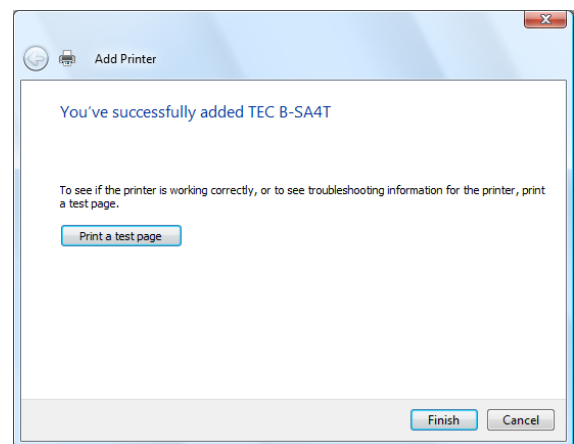 Add Printer
You've successfully added TEC B-SA4T
To see if the printer is working correctly, or to see troubleshooting information for the printer, print
a test page.
Print a test page
Finish Cancel